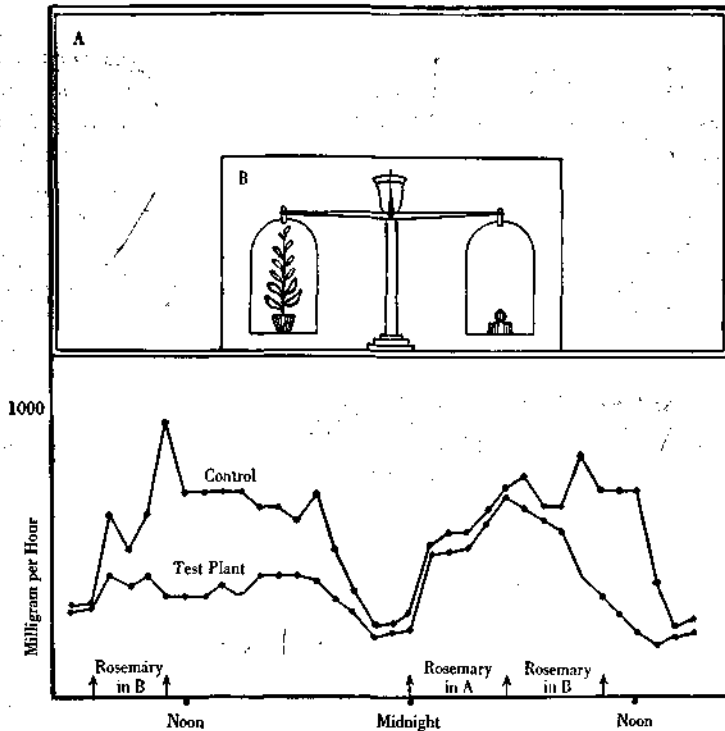 A
B
1000
Control
Test Plant
Milligram per Hour
Rosemary
in B
Rosemary
in A
Rosemary
in B
Noon
Midnight
Noon